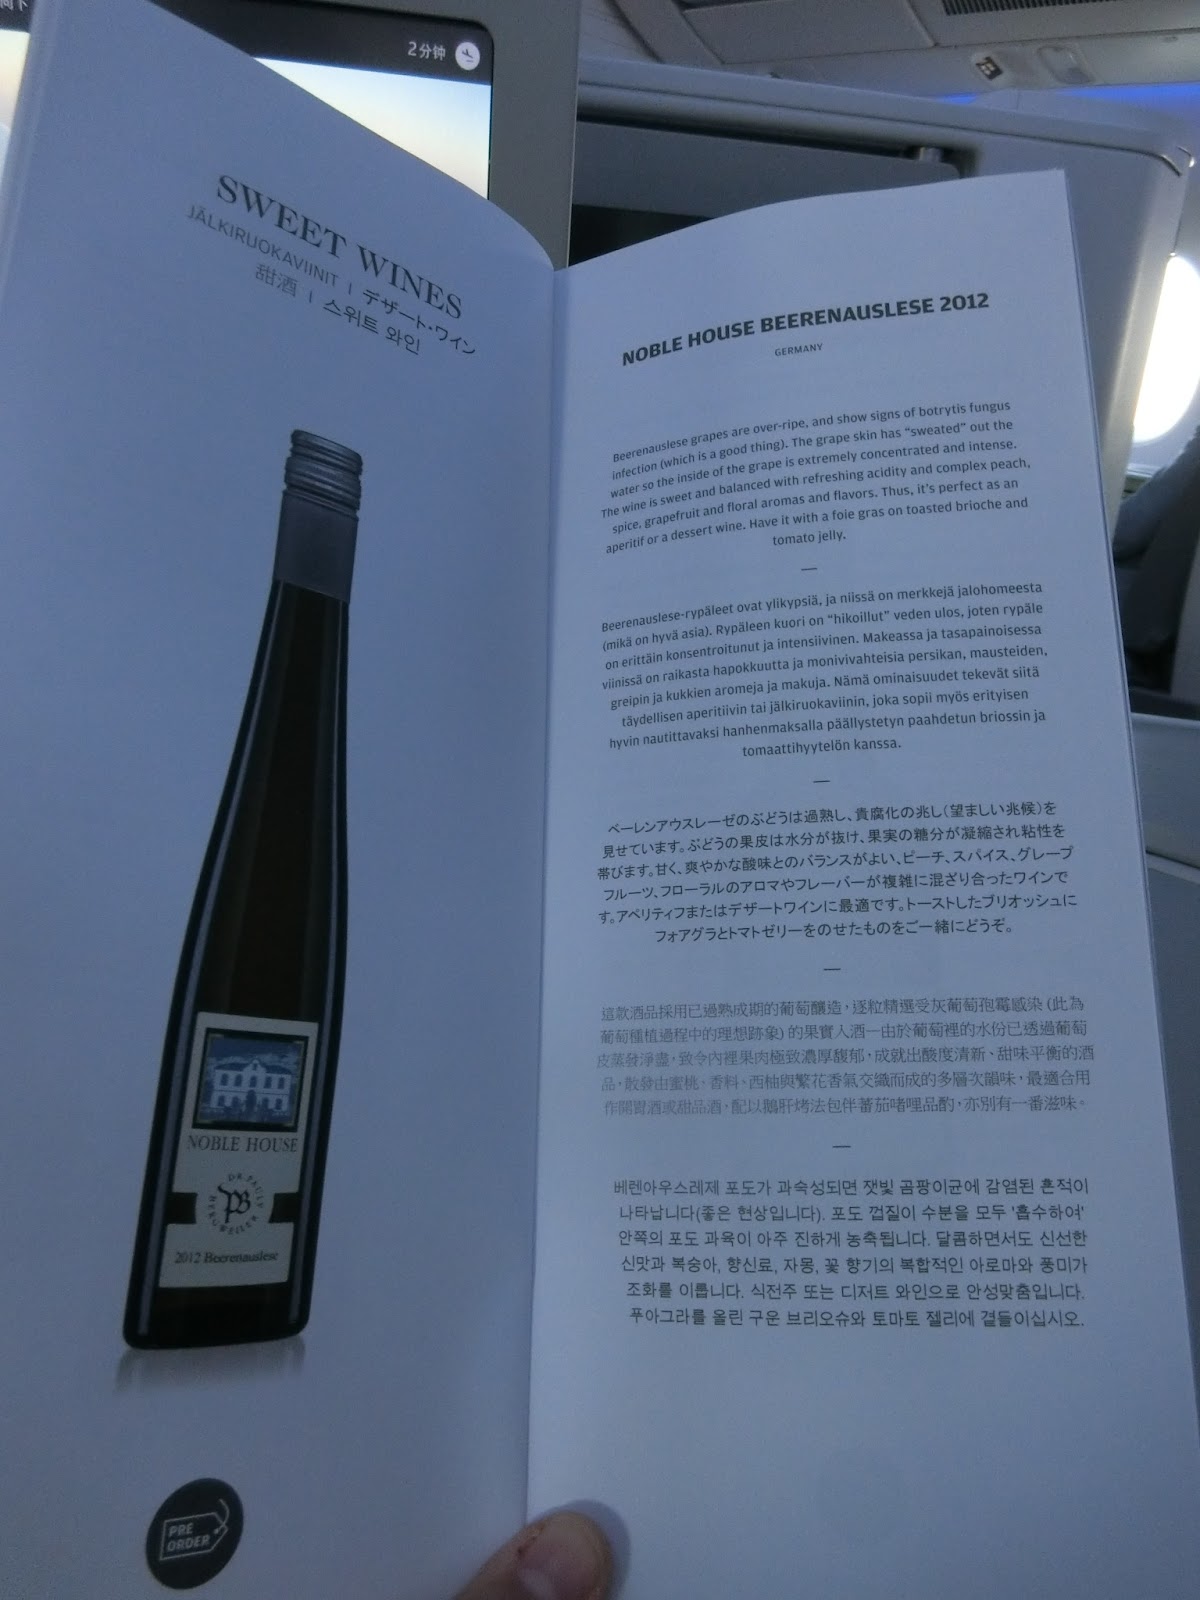 2分钟
SWEET WINES
JÄLKIRUOKAVIINIT | デザート・ワイン
甜酒 | 스위트 와인
NOBLE HOUSE
DR. PAULY
BERGWEILER
PB
2012 Beerenauslese
PRE
ORDER
NOBLE HOUSE BEERENAUSLESE 2012
GERMANY
Beerenauslese grapes are over-ripe, and show signs of botrytis fungus
infection (which is a good thing). The grape skin has “sweated” out the
water so the inside of the grape is extremely concentrated and intense.
The wine is sweet and balanced with refreshing acidity and complex peach,
spice, grapefruit and floral aromas and flavors. Thus, it's perfect as an
aperitif or a dessert wine. Have it with a foie gras on toasted brioche and
tomato jelly.
—
Beerenauslese-rypäleet ovat ylikypsiä, ja niissä on merkkejä jalohomeesta
(mikä on hyvä asia). Rypäleen kuori on “hikoillut” veden ulos, joten rypäle
on erittäin konsentroitunut ja intensiivinen. Makeassa ja tasapainoisessa
viinissä on raikasta hapokkuutta ja monivivahteisia persikan, mausteiden,
greipin ja kukkien aromeja ja makuja. Nämä ominaisuudet tekevät siitä
täydellisen aperitiivin tai jälkiruokaviinin, joka sopii myös erityisen
hyvin nautittavaksi hanhenmaksalla päällystetyn paahdetun briossin ja
tomaattihyytelön kanssa.
—
ベーレンアウスレーゼのぶどうは過熟し、貴腐化の兆し（望ましい兆候）を
見せています。ぶどうの果皮は水分が抜け、果実の糖分が凝縮され粘性を
帯びます。甘く、爽やかな酸味とのバランスがよい、ピーチ、スパイス、グレープ
フルーツ、フローラルのアロマやフレーバーが複雑に混ざり合ったワインで
す。アペリティフまたはデザートワインに最適です。トーストしたブリオッシュに
フォアグラとトマトゼリーをのせたものをご一緒にどうぞ。
—
這款酒品採用已過熟成期的葡萄釀造，逐粒精選受灰葡萄孢霉感染 (此為
葡萄種植過程中的理想跡象) 的果實入酒—由於葡萄裡的水份已透過葡萄
皮蒸發淨盡，致令內裡果肉極致濃厚馥郁，成就出酸度清新、甜味平衡的酒
品，散發由蜜桃、香料、西柚與繁花香氣交織而成的多層次韻味，最適合用
作開胃酒或甜品酒，配以鵝肝烤法包伴蕃茄啫哩品酌，亦別有一番滋味。
—
베렌아우스레제 포도가 과숙성되면 잿빛 곰팡이균에 감염된 흔적이
나타납니다(좋은 현상입니다). 포도 껍질이 수분을 모두 '흡수하여'
안쪽의 포도 과육이 아주 진하게 농축됩니다. 달콤하면서도 신선한
신맛과 복숭아, 향신료, 자몽, 꽃 향기의 복합적인 아로마와 풍미가
조화를 이룹니다. 식전주 또는 디저트 와인으로 안성맞춤입니다.
푸아그라를 올린 구운 브리오슈와 토마토 젤리에 곁들이십시오.